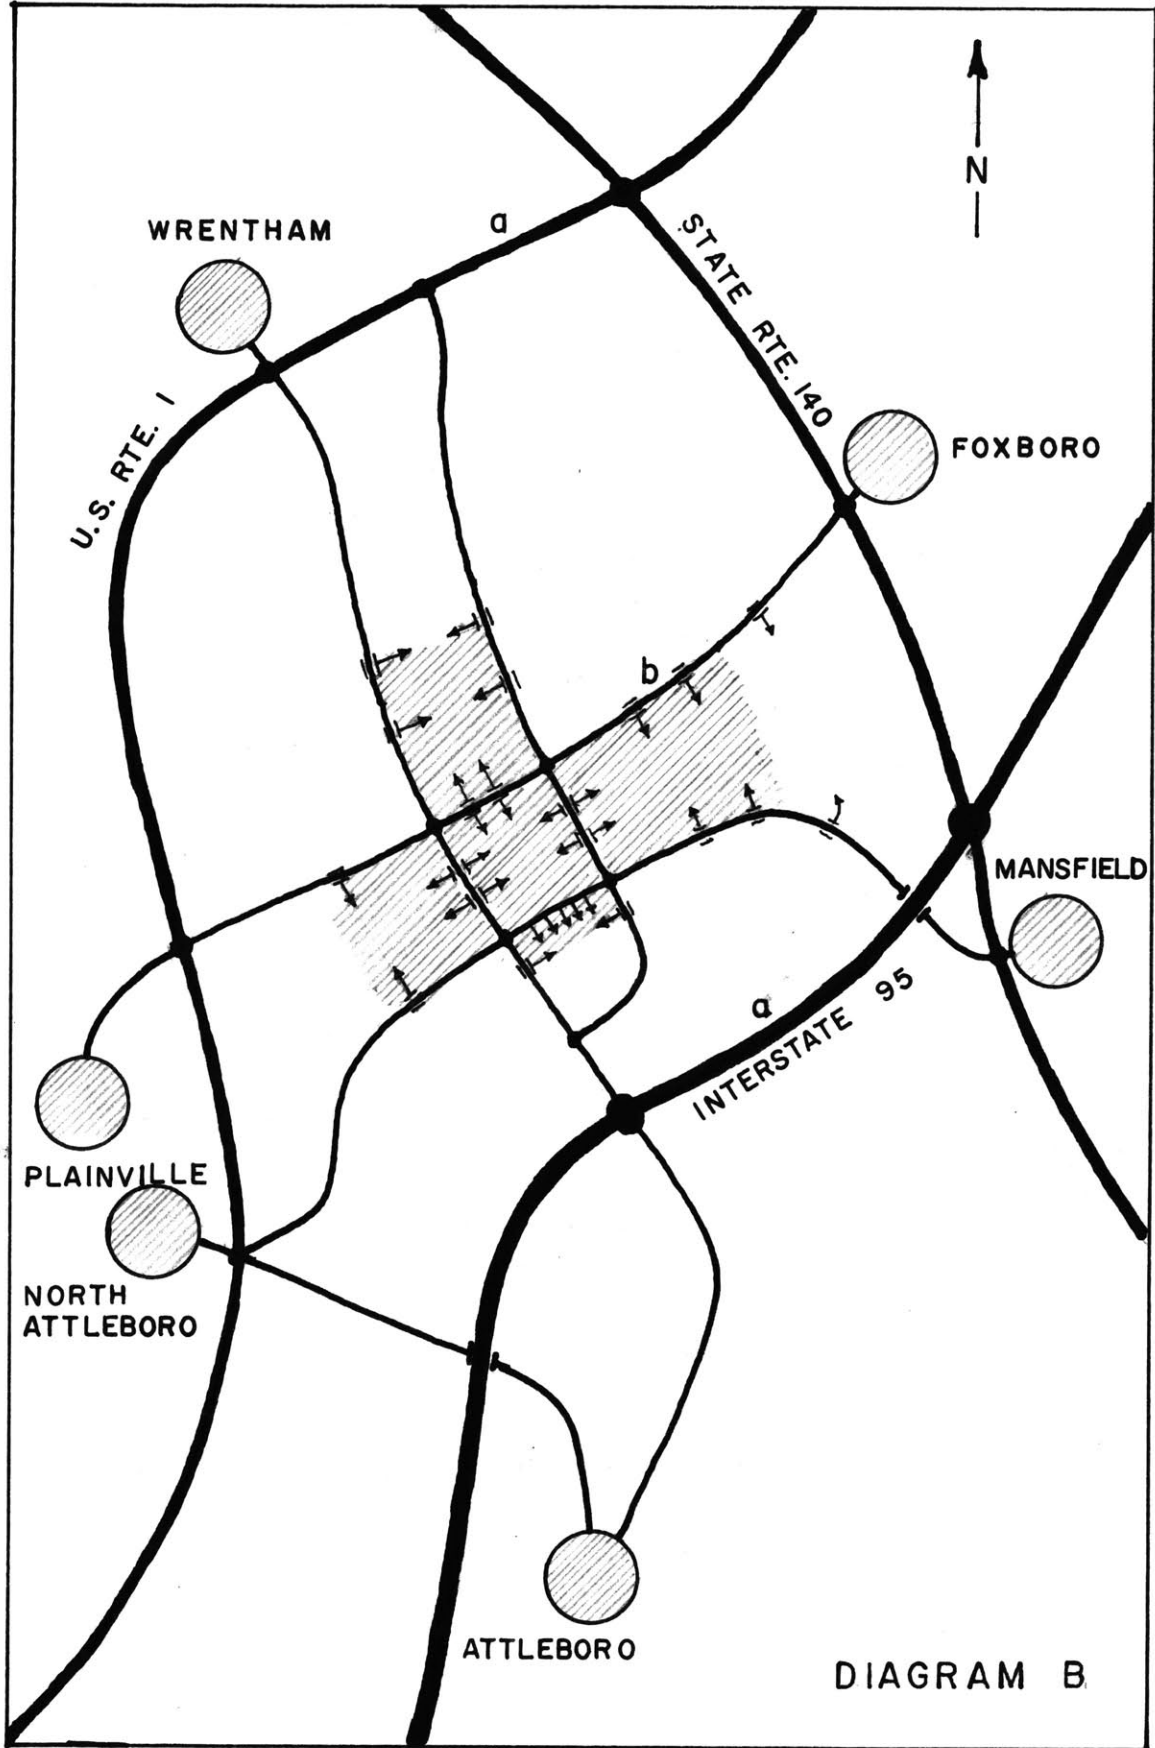 N
WRENTHAM
a
STATE RTE. 140
U.S. RTE. 1
FOXBORO
b
MANSFIELD
a
INTERSTATE 95
PLAINVILLE
NORTH
ATTLEBORO
ATTLEBORO
DIAGRAM B